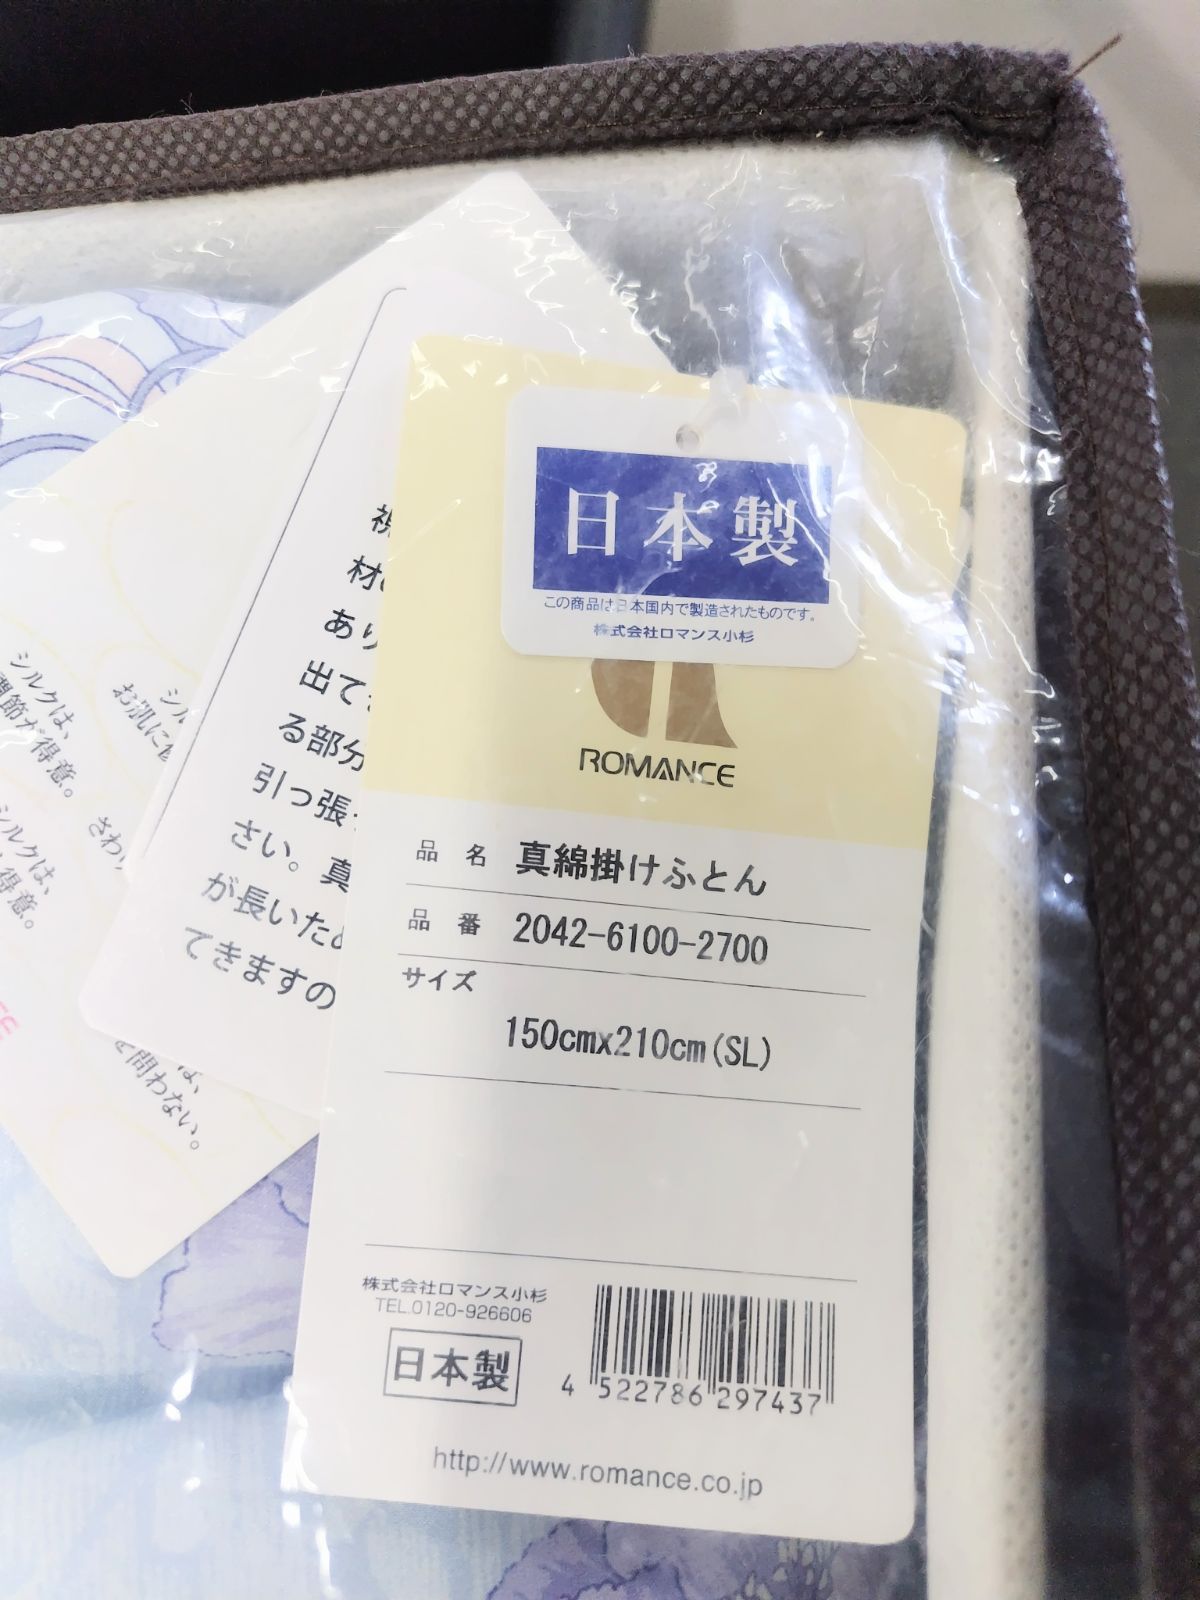 日本製
この商品は日本国内で製造されたものです。
株式会社ロマンス小杉
ROMANCE
品 名 真綿掛けふとん
品 番 2042-6100-2700
サイズ
150cmx210cm(SL)
株式会社ロマンス小杉
TEL.0120-926606
日本製
4 522786 297437
http://www.romance.co.jp
材
あり
出て
る部分
引っ張っ
さい。真
が長いた
てきますの
シルクは、
調節が得意。
お肌に
シルクは、
得意。
さわり
は、
を問わない。